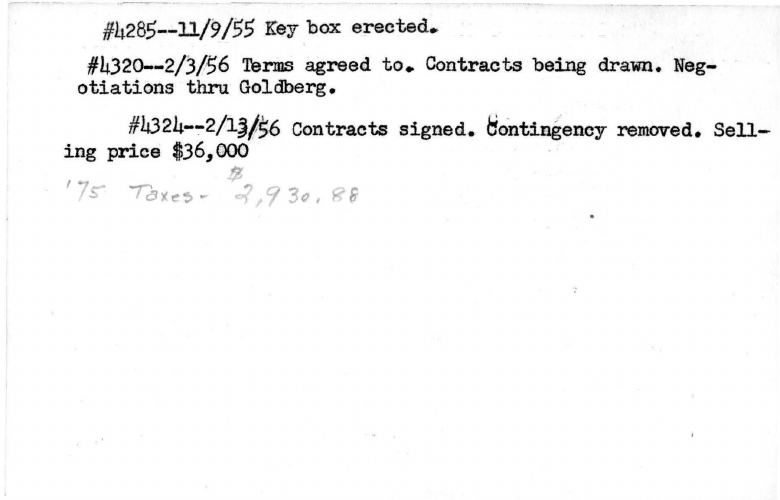 #4285--11/9/55 Key box erected.
#4320--2/3/56 Terms agreed to. Contracts being drawn. Neg-
otiations thru Goldberg.
#4324--2/13/56 Contracts signed. Contingency removed. Sell-
ing price $36,000
'75 Taxes- $2,930.88